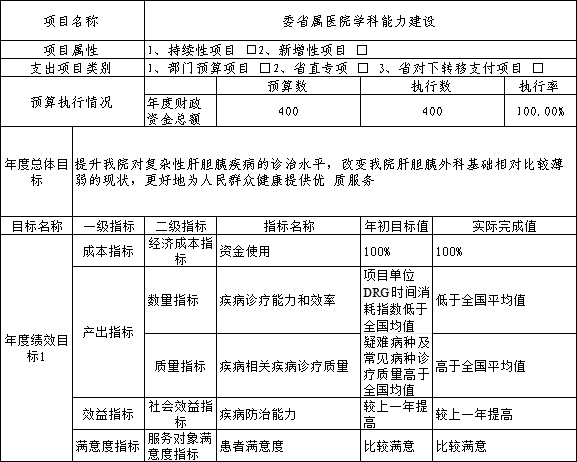 项目名称 委省属医院学科能力建设
项目属性 1、持续性项目 □2、新增性项目 □
支出项目类别 1、部门预算项目 □2、省直专项 □ 3、省对下转移支付项目 □
预算执行情况
预算数 执行数 执行率
年度财政
资金总额
400 400 100.00%
年度总体目
标
提升我院对复杂性肝胆胰疾病的诊治水平，改变我院肝胆胰外科基础相对比较薄
弱的现状，更好地为人民群众健康提供优 质服务
目标名称 一级指标 二级指标 指标名称 年初目标值 实际完成值
年度绩效目
标1
成本指标
经济成本指
标
资金使用 100% 100%
产出指标
数量指标 疾病诊疗能力和效率
项目单位
DRG时间消
耗指数低于
全国均值
低于全国平均值
质量指标 疾病相关疾病诊疗质量
疑难病种及
常见病种诊
疗质量高于
全国均值
高于全国平均值
效益指标
社会效益指
标
疾病防治能力
较上一年提
高
较上一年提高
满意度指标
服务对象满
意度指标
患者满意度 比较满意 比较满意